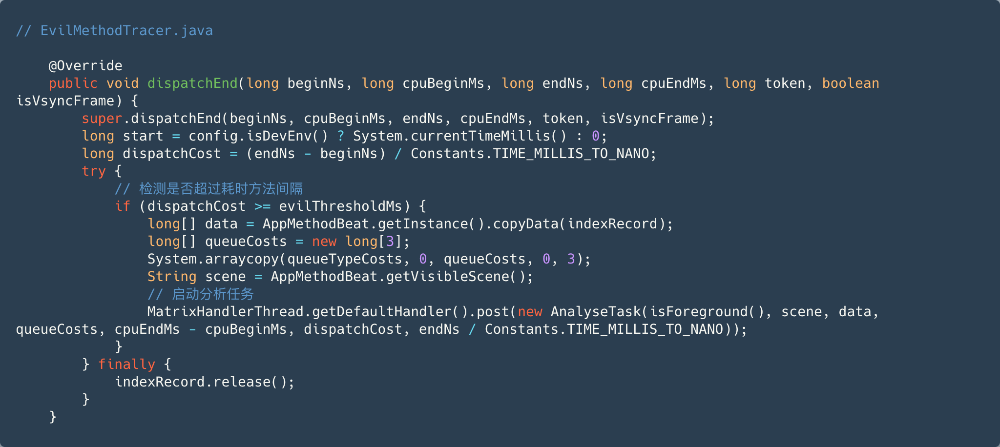 // EvilMethodTracer.java
@Override
public void dispatchEnd(long beginNs, long cpuBeginMs, long endNs, long cpuEndMs, long token, boolean
isVsyncFrame) {
super.dispatchEnd(beginNs, cpuBeginMs, endNs, cpuEndMs, token, isVsyncFrame);
long start = config.isDevEnv() ? System.currentTimeMillis() : 0;
long dispatchCost = (endNs - beginNs) / Constants.TIME_MILLIS_TO_NANO;
try {
// 检测是否超过耗时方法间隔
if (dispatchCost >= evilThresholdMs) {
long[] data = AppMethodBeat.getInstance().copyData(indexRecord);
long[] queueCosts = new long[3];
System.arraycopy(queueTypeCosts, 0, queueCosts, 0, 3);
String scene = AppMethodBeat.getVisibleScene();
// 启动分析任务
MatrixHandlerThread.getDefaultHandler().post(new AnalyseTask(isForeground(), scene, data,
queueCosts, cpuEndMs - cpuBeginMs, dispatchCost, endNs / Constants.TIME_MILLIS_TO_NANO));
}
} finally {
indexRecord.release();
}
}